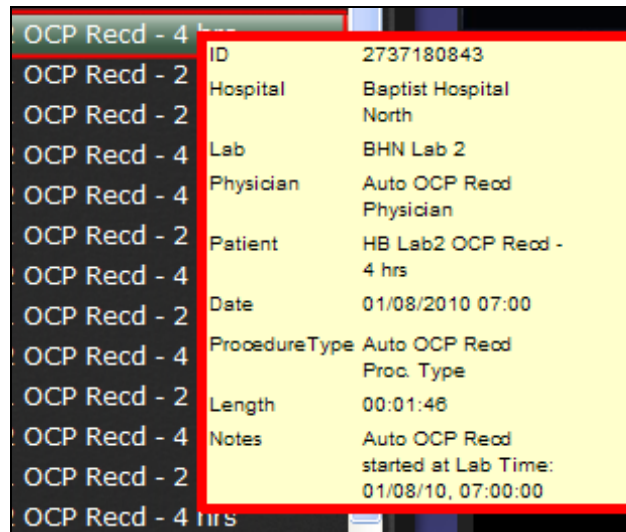 OCP Recd - 4 hrs
OCP Recd - 2
OCP Recd - 2
OCP Recd - 4
OCP Recd - 4
OCP Recd - 2
OCP Recd - 4
OCP Recd - 2
OCP Recd - 4
OCP Recd - 2
OCP Recd - 4
OCP Recd - 2
OCP Recd - 4 hrs
ID 2737180843
Hospital Baptist Hospital
North
Lab BHN Lab 2
Physician Auto OCP Recd
Physician
Patient HB Lab2 OCP Recd -
4 hrs
Date 01/08/2010 07:00
ProcedureType Auto OCP Recd
Proc. Type
Length 00:01:46
Notes Auto OCP Recd
started at Lab Time:
01/08/10, 07:00:00